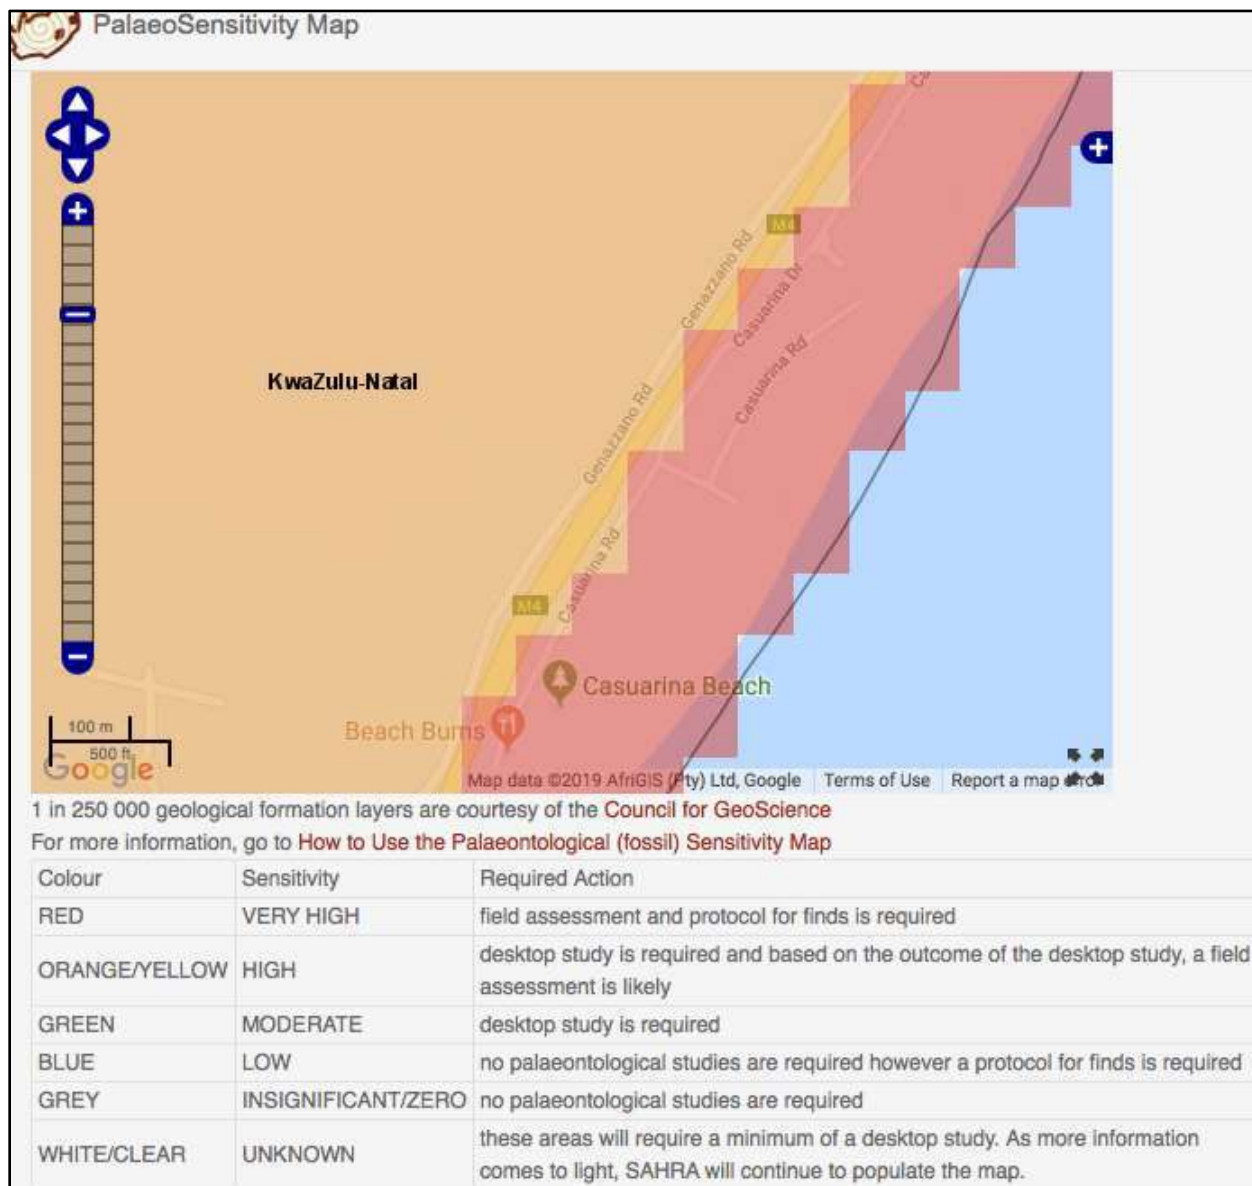 PalaeoSensitivity Map
Ca
M4
Genazzano Rd
Casuarina Dr
KwaZulu-Natal
Casuarina Rd
Genazzano Rd
Casuarina Rd
M4
Casuarina Beach
Beach Bums
100 m
500 ft
Google
Map data ©2019 AfriGIS (Pty) Ltd, Google Terms of Use Report a map error
1 in 250 000 geological formation layers are courtesy of the Council for GeoScience
For more information, go to How to Use the Palaeontological (fossil) Sensitivity Map
Colour Sensitivity Required Action
RED VERY HIGH field assessment and protocol for finds is required
ORANGE/YELLOW HIGH desktop study is required and based on the outcome of the desktop study, a field
assessment is likely
GREEN MODERATE desktop study is required
BLUE LOW no palaeontological studies are required however a protocol for finds is required
GREY INSIGNIFICANT/ZERO no palaeontological studies are required
WHITE/CLEAR UNKNOWN these areas will require a minimum of a desktop study. As more information
comes to light, SAHRA will continue to populate the map.